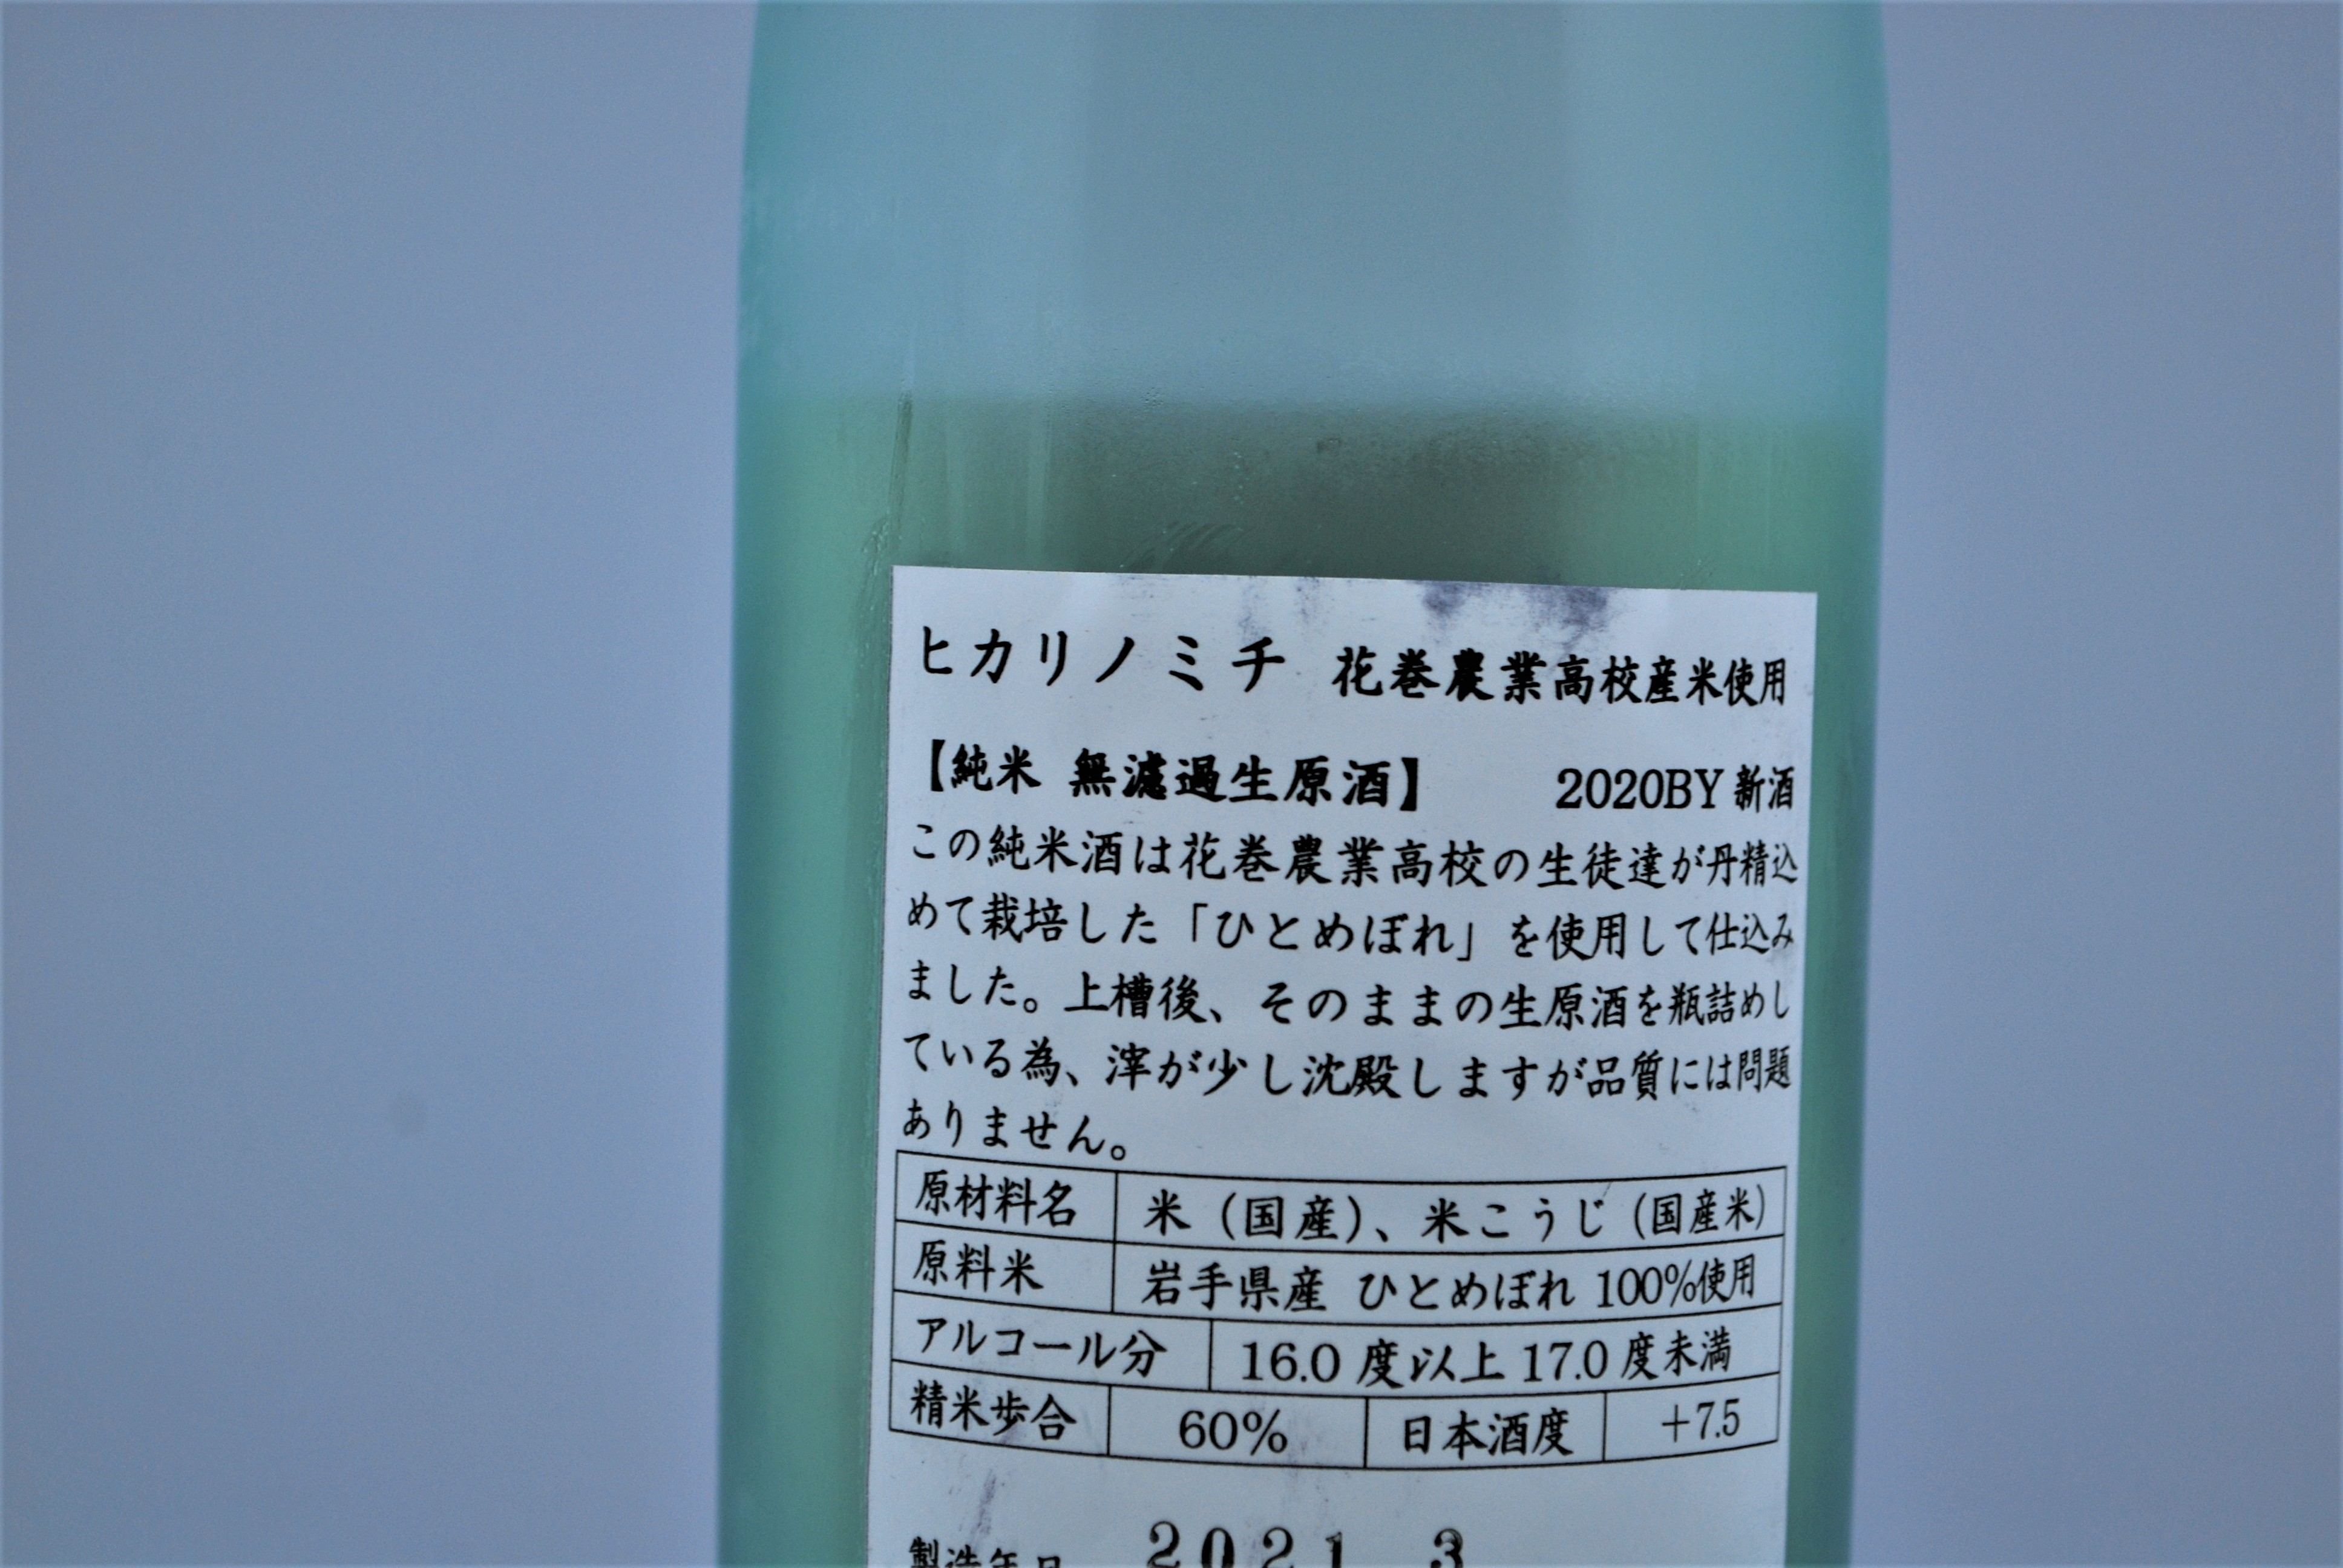 ヒカリノミチ 花巻農業高校産米使用
【純米 無濾過生原酒】 2020BY 新酒
この純米酒は花巻農業高校の生徒達が丹精込
めて栽培した「ひとめぼれ」を使用して仕込み
ました。上槽後、そのままの生原酒を瓶詰めし
ている為、滓が少し沈殿しますが品質には問題
ありません。
原材料名 米（国産）、米こうじ（国産米）
原料米 岩手県産 ひとめぼれ 100%使用
アルコール分 16.0 度以上 17.0 度未満
精米歩合 60% 日本酒度 +7.5
製造年月 2021 3